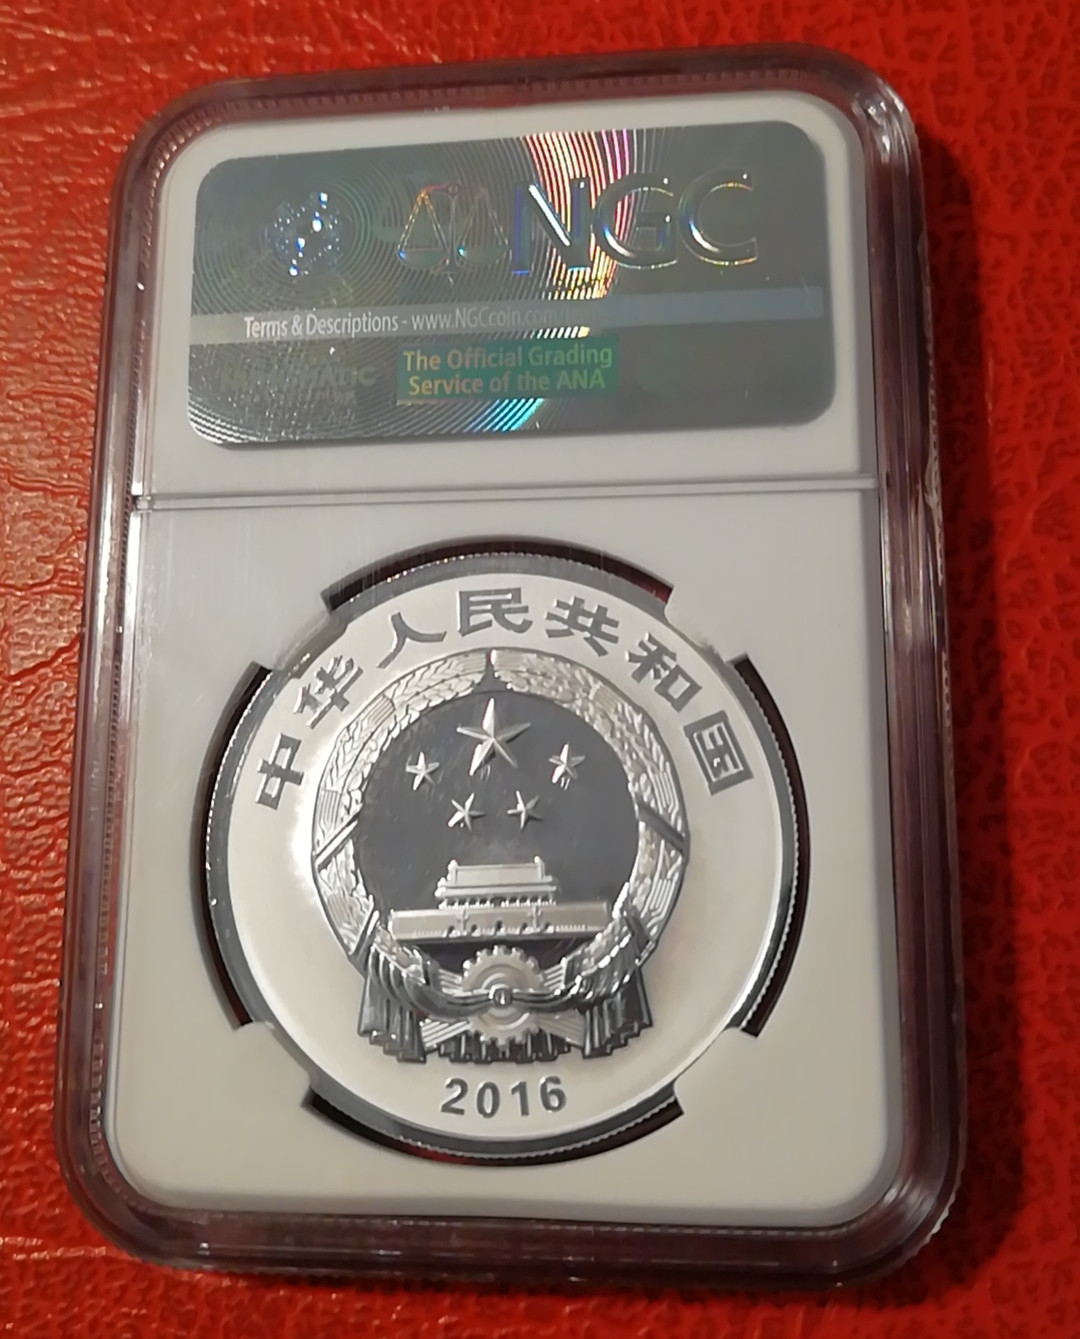 NGC
Terms & Descriptions - www.NGCcoin.com
NUMISMATIC
The Official Grading
Service of the ANA
中华人民共和国
2016